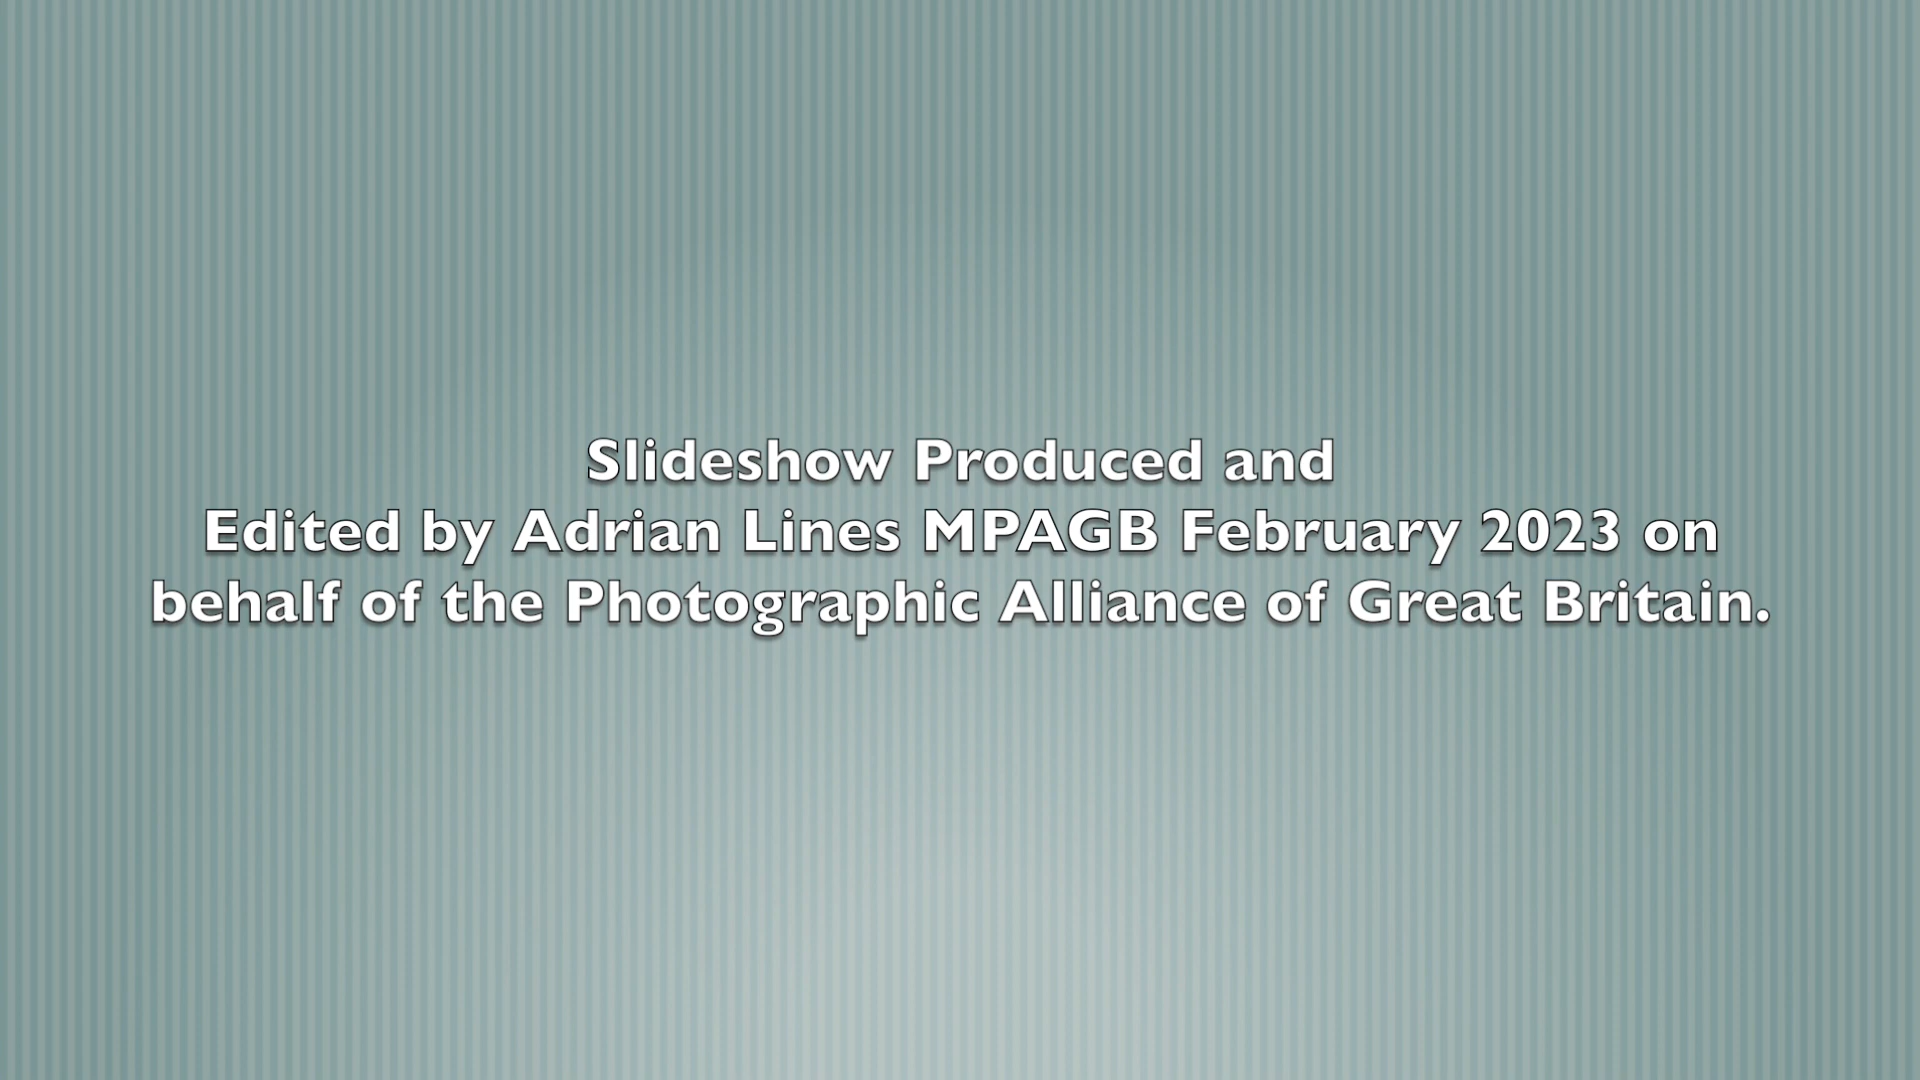 Slideshow Produced and
Edited by Adrian Lines MPAGB February 2023 on
behalf of the Photographic Alliance of Great Britain.